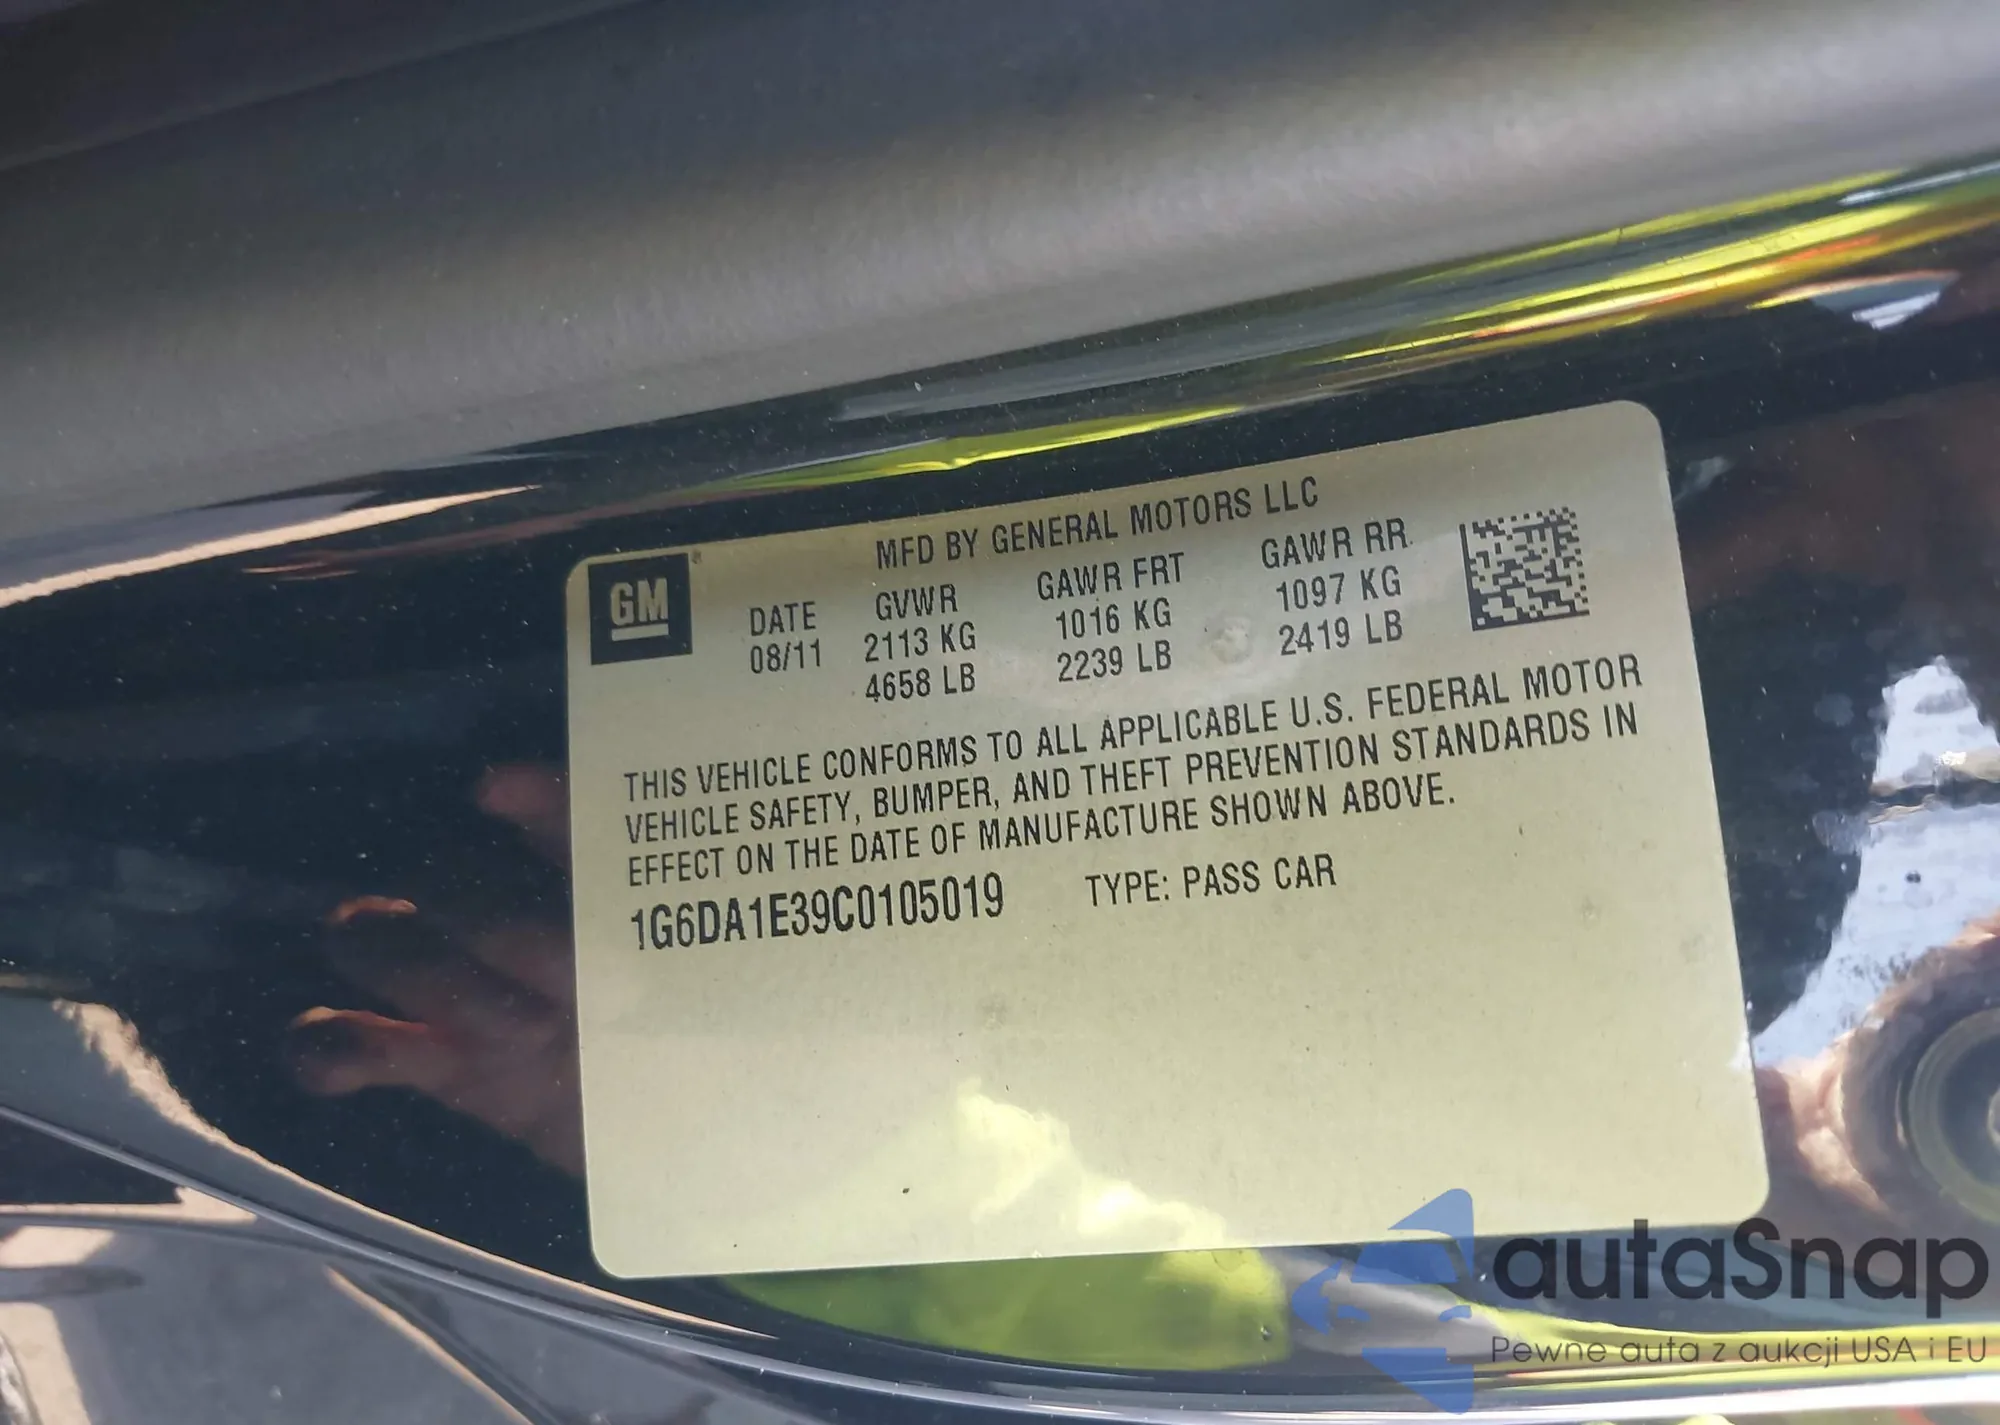 MFD BY GENERAL MOTORS LLC
GM®
DATE GVWR GAWR FRT GAWR RR
08/11 2113 KG 1016 KG 1097 KG
4658 LB 2239 LB 2419 LB
THIS VEHICLE CONFORMS TO ALL APPLICABLE U.S. FEDERAL MOTOR
VEHICLE SAFETY, BUMPER, AND THEFT PREVENTION STANDARDS IN
EFFECT ON THE DATE OF MANUFACTURE SHOWN ABOVE.
1G6DA1E39C0105019 TYPE: PASS CAR
autaSnap
Pewne auta z aukcji USA i EU